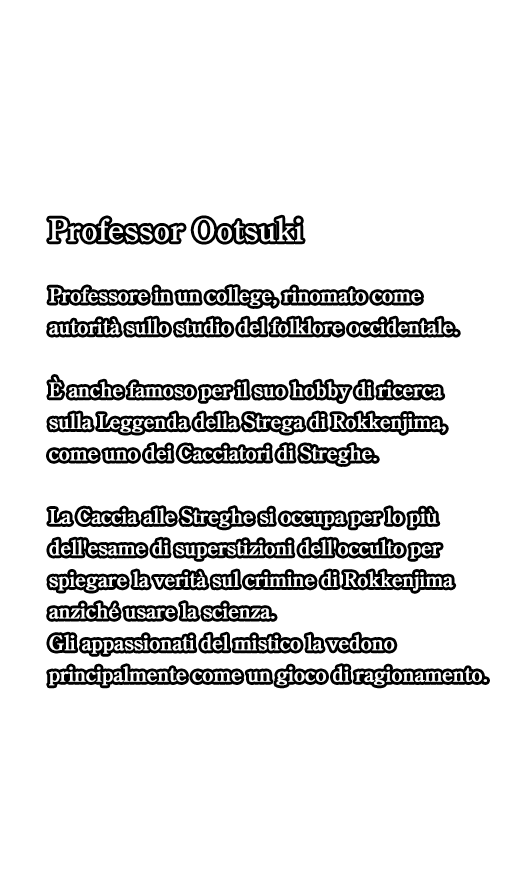 Professor Ootsuki
Professore in un college, rinomato come
autorità sullo studio del folklore occidentale.
È anche famoso per il suo hobby di ricerca
sulla Leggenda della Strega di Rokkenjima,
come uno dei Cacciatori di Streghe.
La Caccia alle Streghe si occupa per lo più
dell'esame di superstizioni dell'occulto per
spiegare la verità sul crimine di Rokkenjima
anziché usare la scienza.
Gli appassionati del mistico la vedono
principalmente come un gioco di ragionamento.